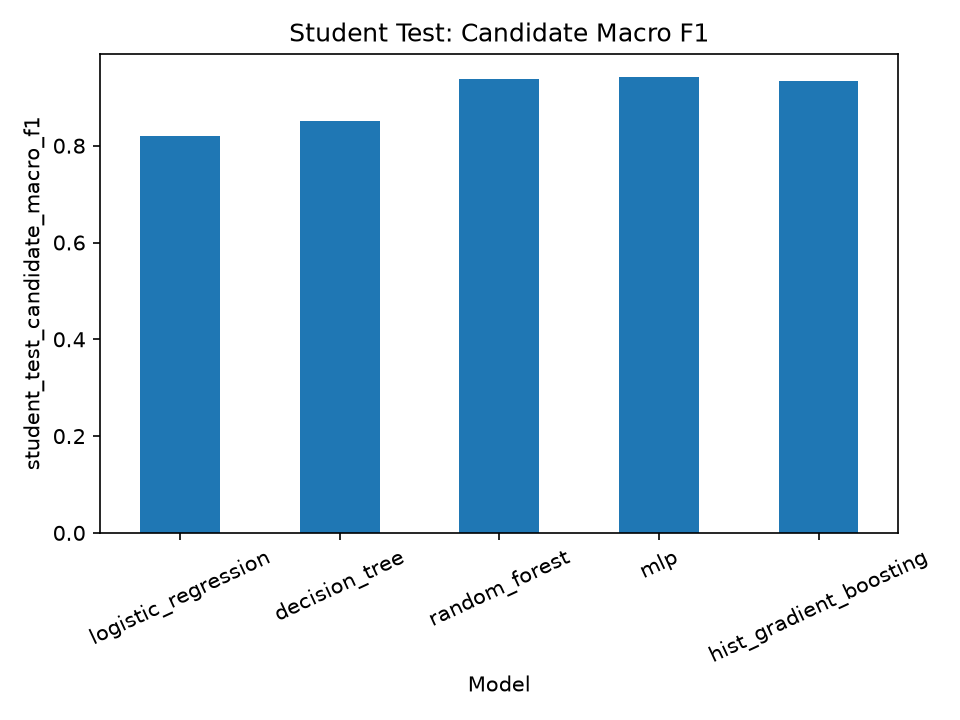 Student Test: Candidate Macro F1
student_test_candidate_macro_f1
0.8
0.6
0.4
0.2
0.0
logistic_regression
decision_tree
random_forest
mlp
hist_gradient_boosting
Model